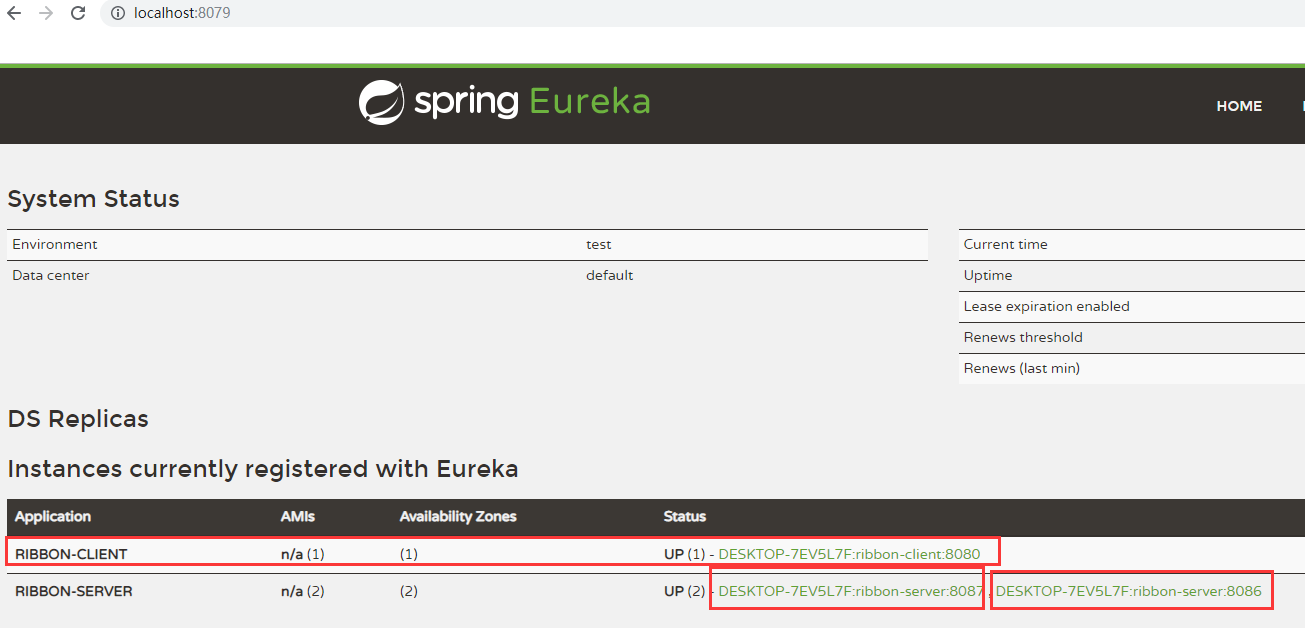 localhost:8079
spring Eureka
HOME
System Status
Environment test Current time
Data center default Uptime
Lease expiration enabled
Renews threshold
Renews (last min)
DS Replicas
Instances currently registered with Eureka
Application AMIs Availability Zones Status
RIBBON-CLIENT n/a (1) (1) UP (1) - DESKTOP-7EV5L7F:ribbon-client:8080
RIBBON-SERVER n/a (2) (2) UP (2) - DESKTOP-7EV5L7F:ribbon-server:8087 , DESKTOP-7EV5L7F:ribbon-server:8086